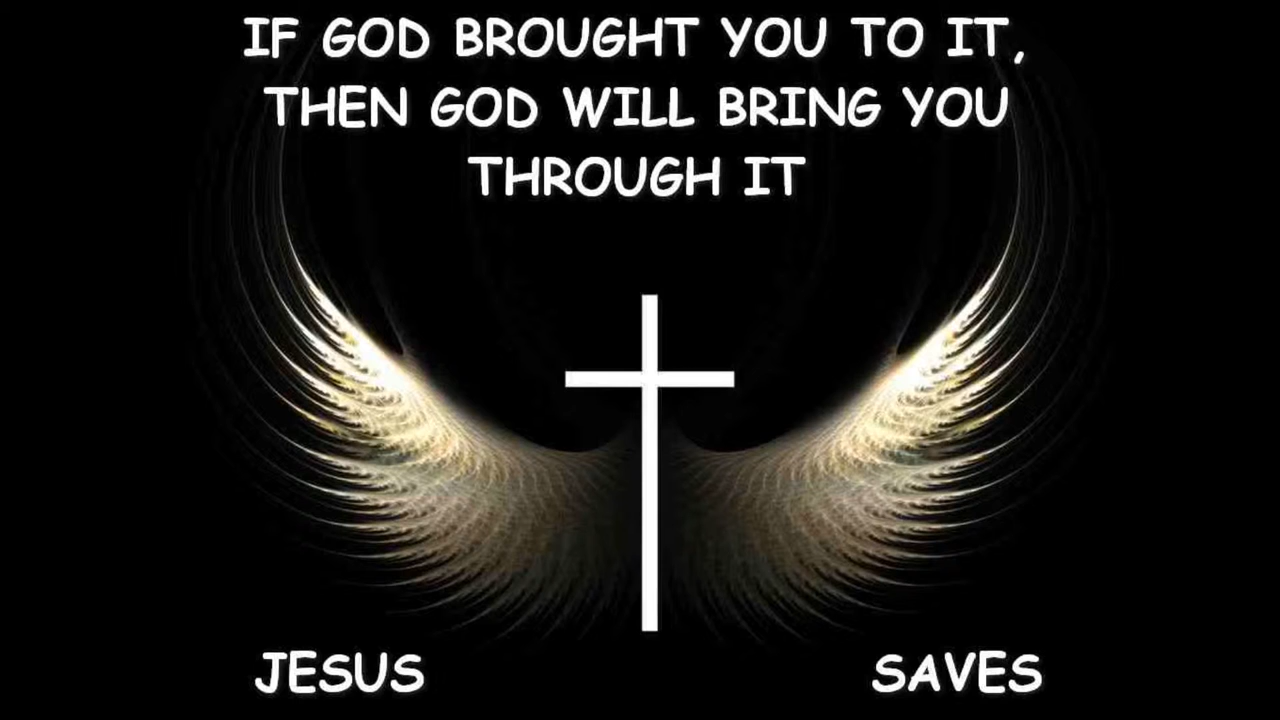 IF GOD BROUGHT YOU TO IT,
THEN GOD WILL BRING YOU
THROUGH IT
JESUS SAVES